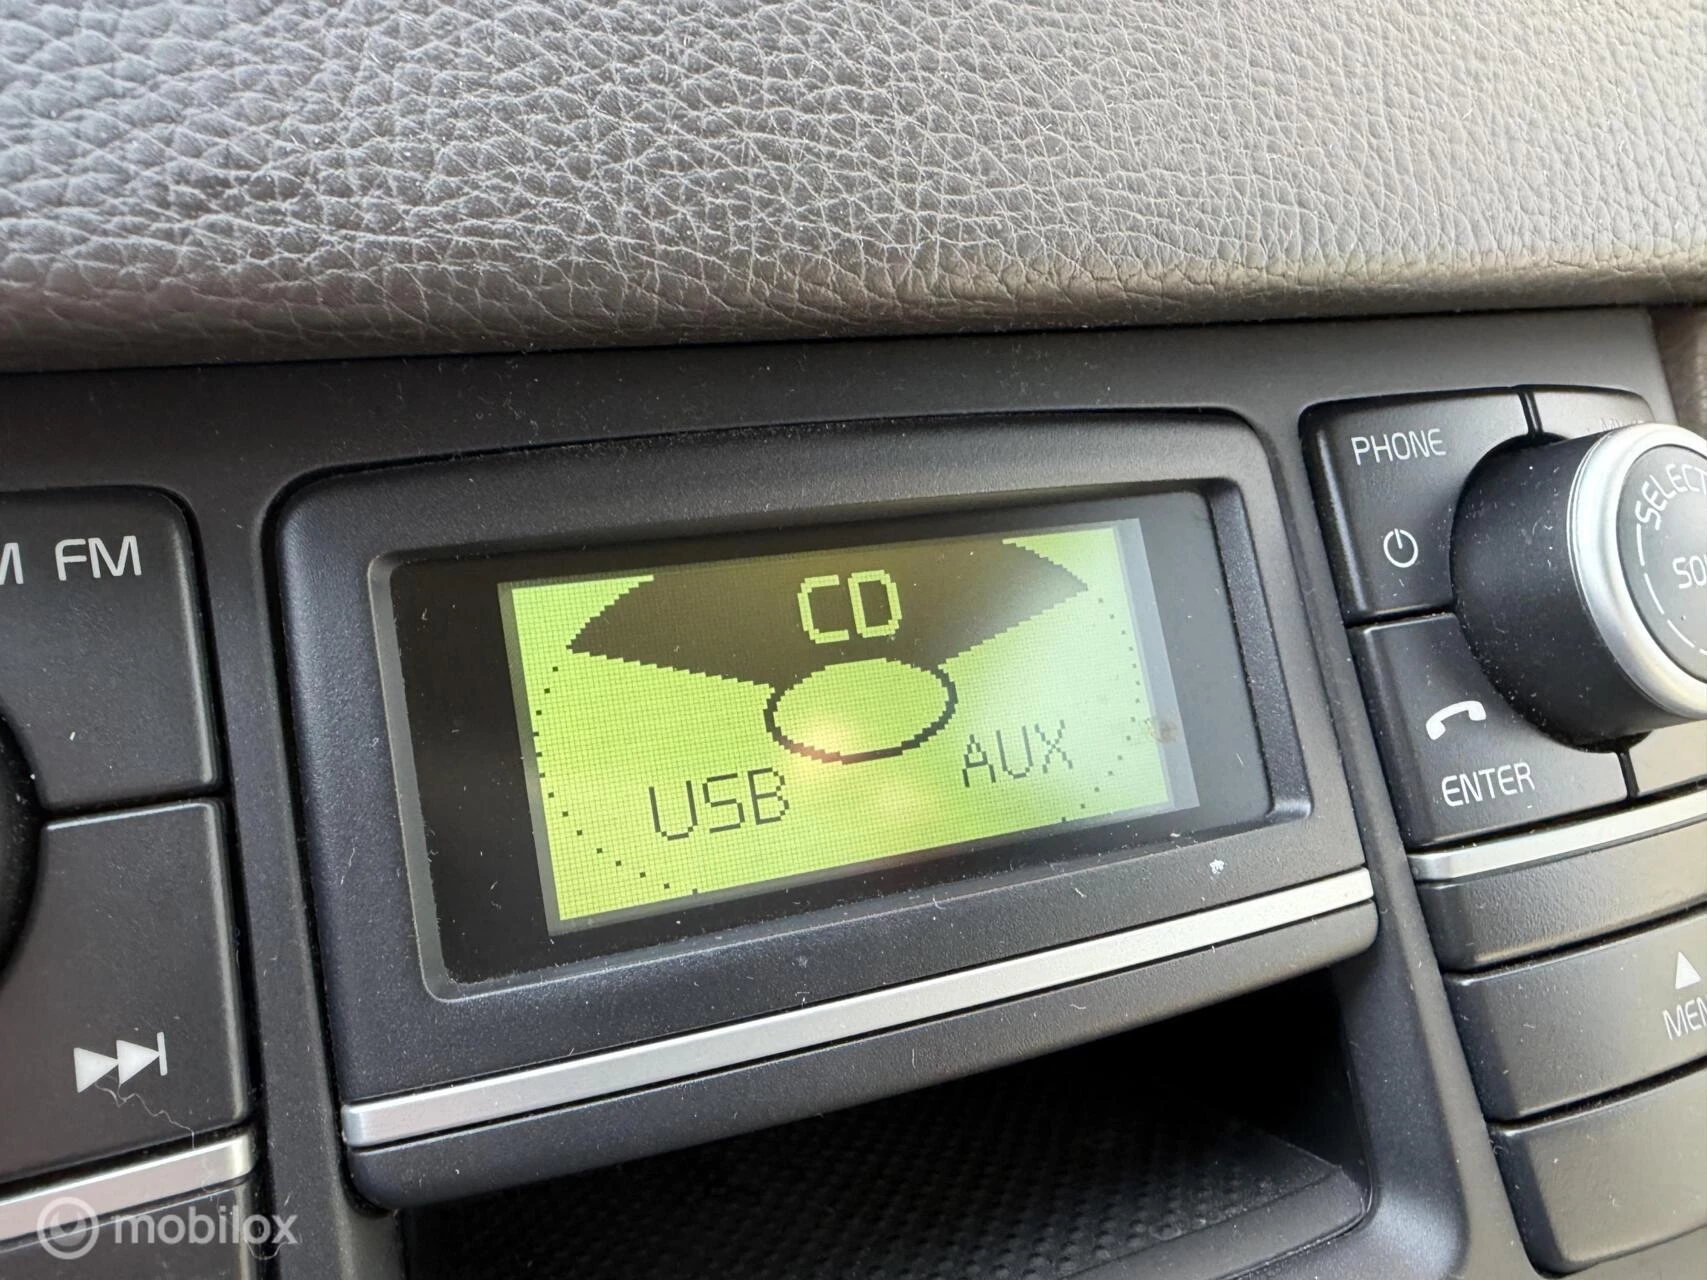 FM
CD
USB
AUX
PHONE
SELECT
ENTER
mobilox